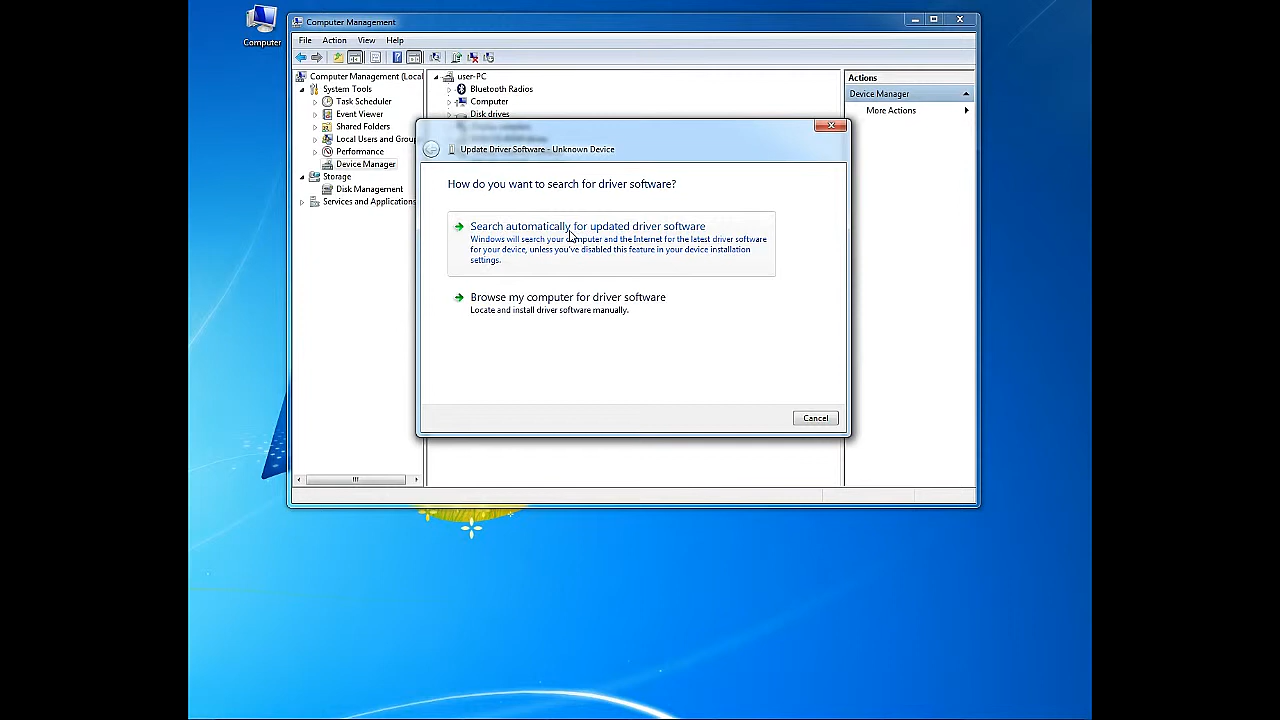 Computer
Computer Management
File Action View Help
Computer Management (Local
System Tools
Task Scheduler
Event Viewer
Shared Folders
Local Users and Group
Performance
Device Manager
Storage
Disk Management
Services and Applications
user-PC
Bluetooth Radios
Computer
Disk drives
Actions
Device Manager
More Actions
Update Driver Software - Unknown Device
How do you want to search for driver software?
Search automatically for updated driver software
Windows will search your computer and the Internet for the latest driver software
for your device, unless you've disabled this feature in your device installation
settings.
Browse my computer for driver software
Locate and install driver software manually.
Cancel